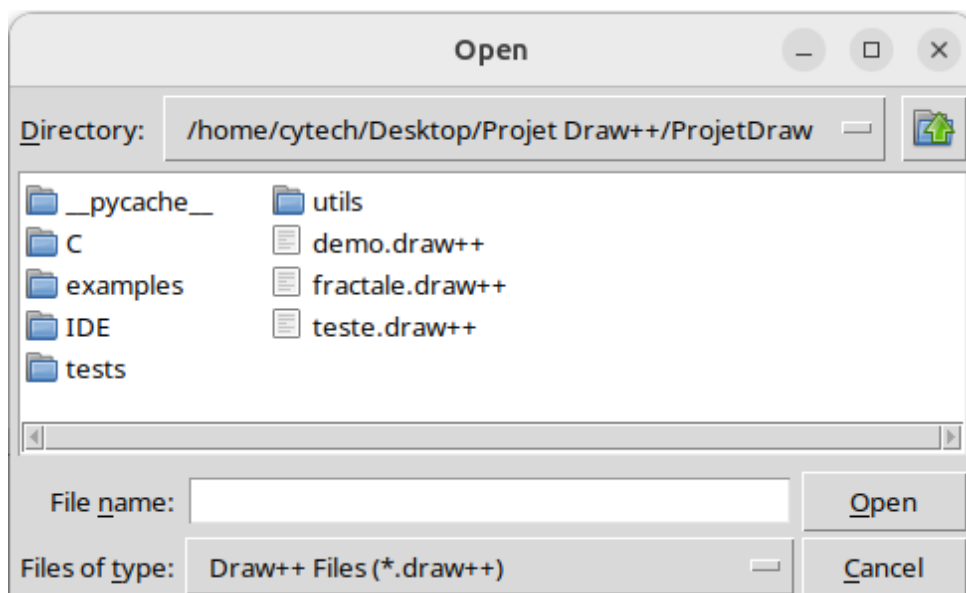 Open
Directory: /home/cytech/Desktop/Projet Draw++/ProjetDraw
__pycache__
C
examples
IDE
tests
utils
demo.draw++
fractale.draw++
teste.draw++
File name:
Open
Files of type: Draw++ Files (*.draw++)
Cancel